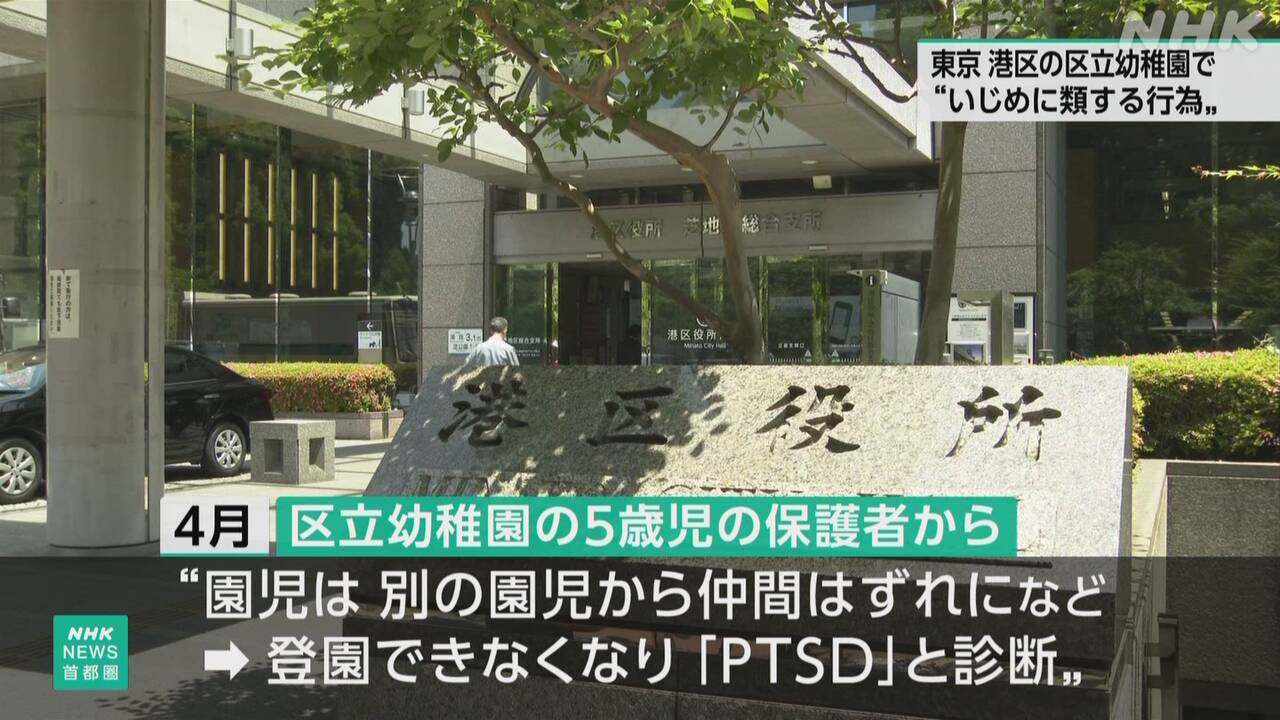 NHK
東京 港区の区立幼稚園で
“いじめに類する行為„
港区役所
Minato City Hall
港区役所
4月
区立幼稚園の5歳児の保護者から
“園児は 別の園児から仲間はずれになど
➡ 登園できなくなり「PTSD」と診断„
NHK
NEWS
首都圏